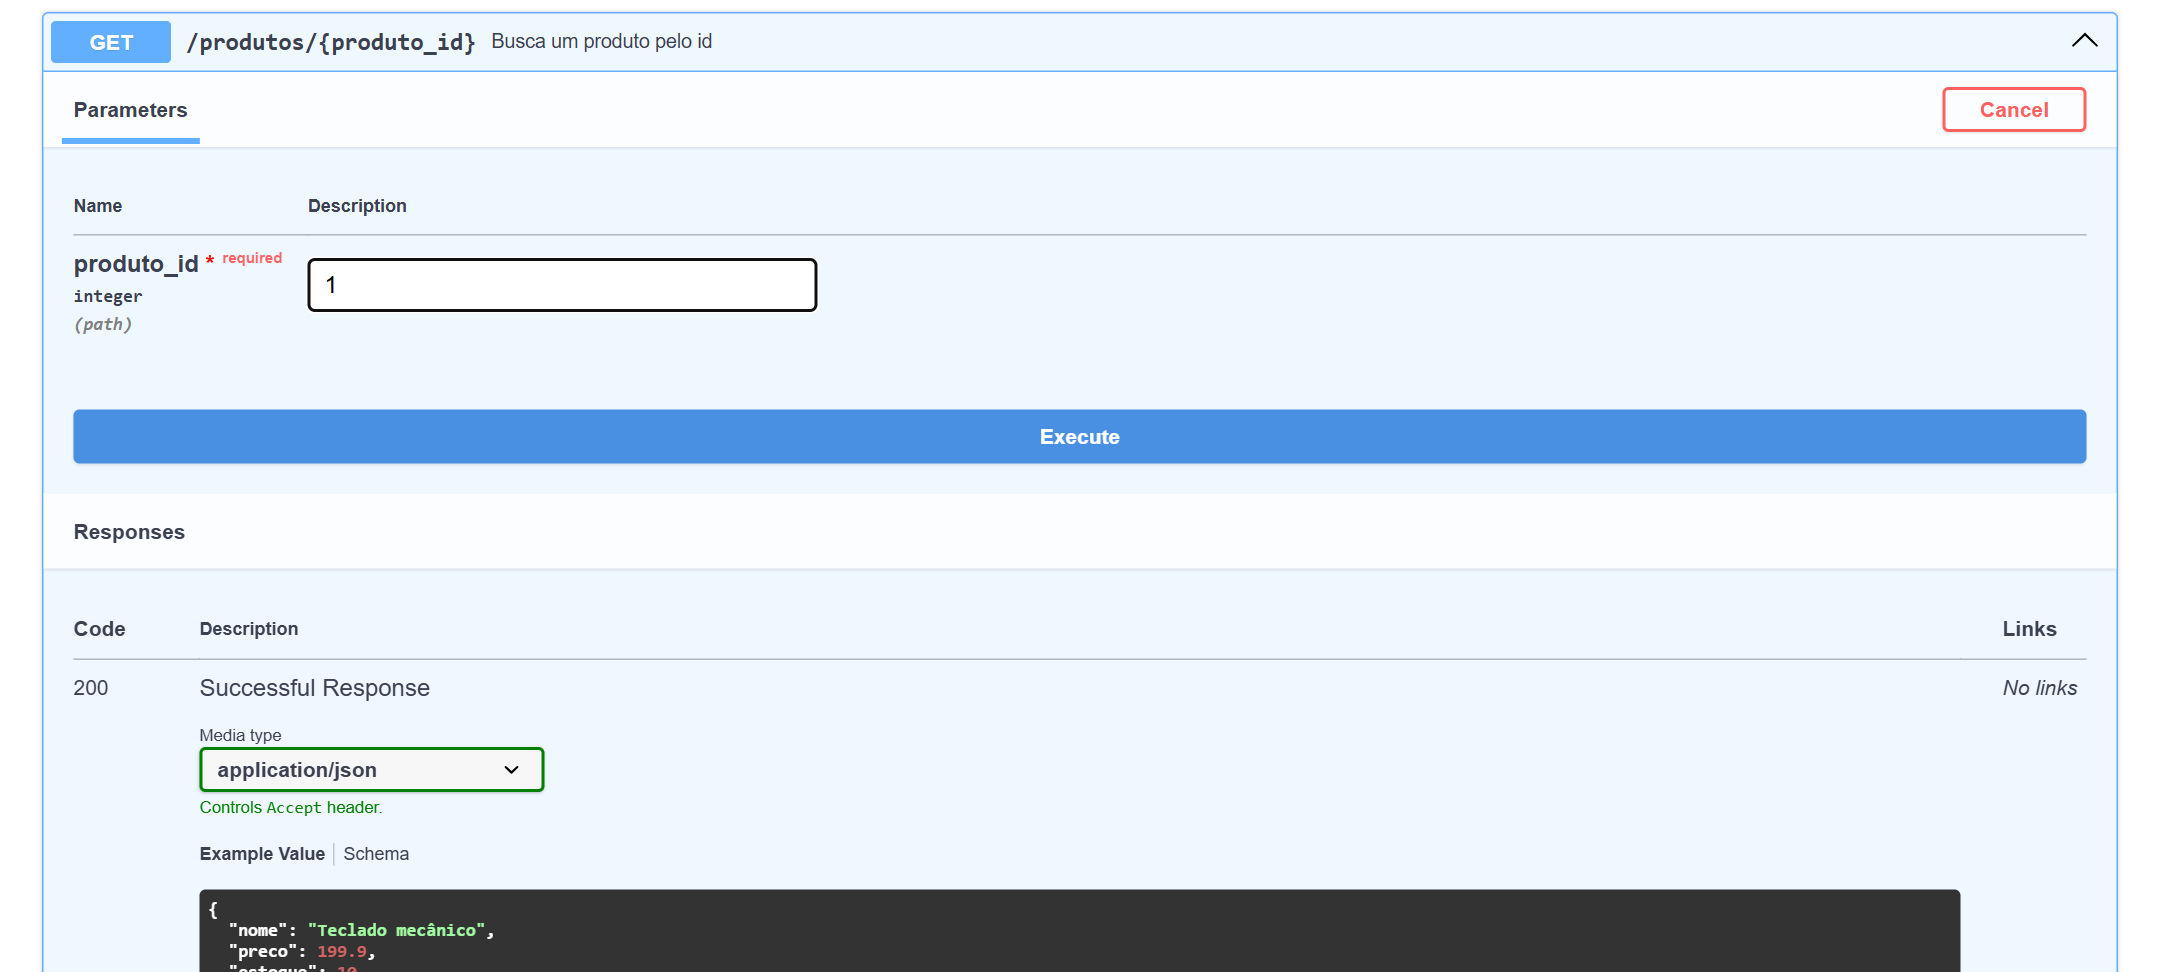 GET /produtos/{produto_id} Busca um produto pelo id
Parameters
Cancel
Name Description
produto_id * required
integer
(path)
1
Execute
Responses
Code Description Links
200 Successful Response No links
Media type
application/json
Controls Accept header.
Example Value Schema
{
"nome": "Teclado mecânico",
"preco": 199.9,
"estoque": 10